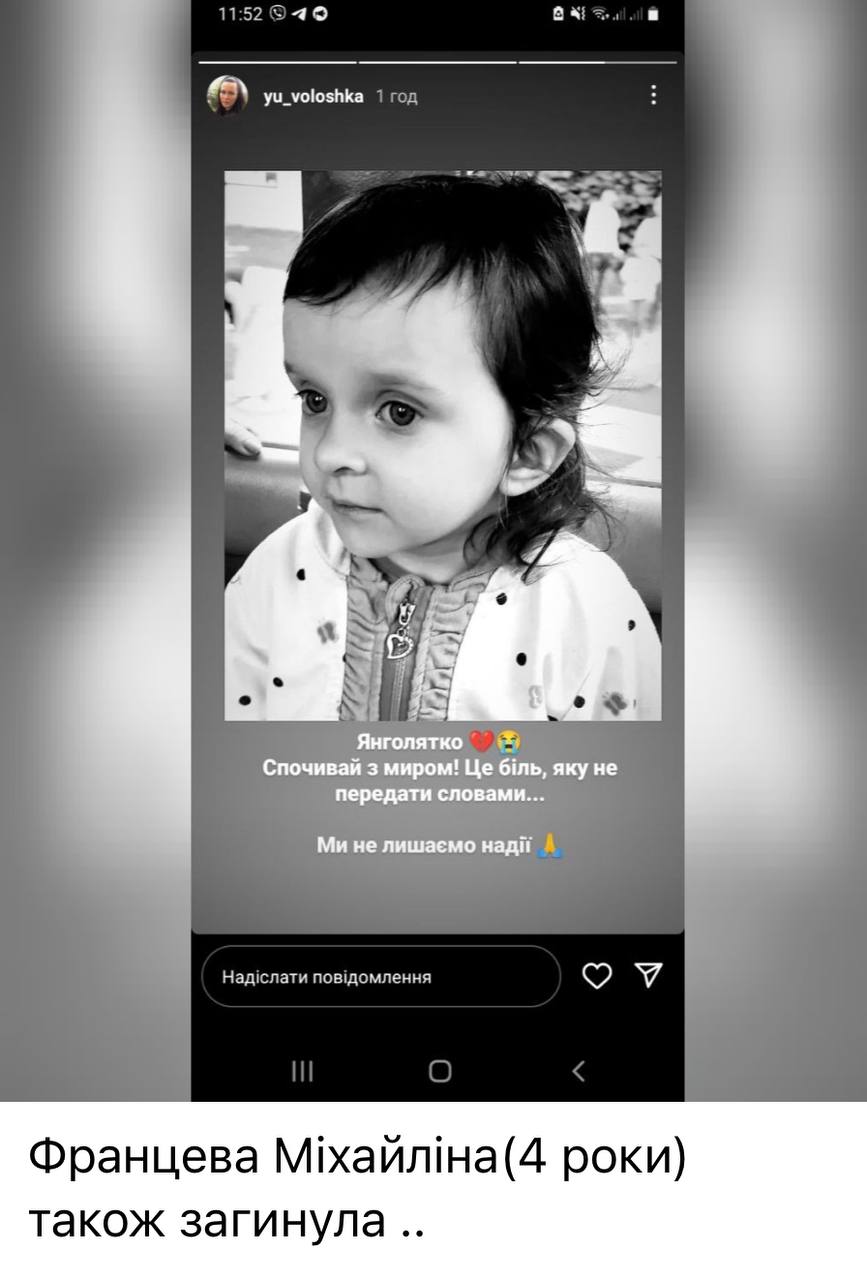 11:52
yu_voloshka 1 год
Янголятко 💔😭
Спочивай з миром! Це біль, яку не
передати словами...
Ми не лишаємо надії 🙏
Надіслати повідомлення
Францева Міхайліна(4 роки)
також загинула ..